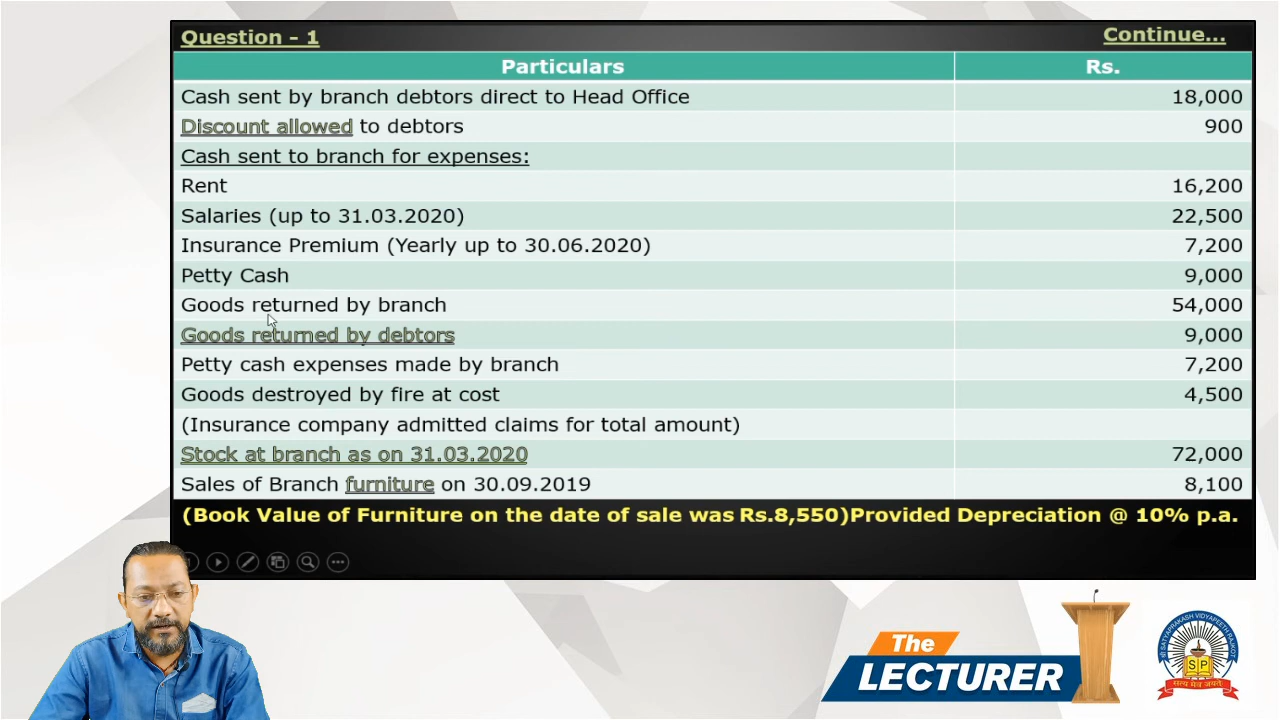 Question - 1
Continue...
Particulars Rs.
Cash sent by branch debtors direct to Head Office 18,000
Discount allowed to debtors 900
Cash sent to branch for expenses:
Rent 16,200
Salaries (up to 31.03.2020) 22,500
Insurance Premium (Yearly up to 30.06.2020) 7,200
Petty Cash 9,000
Goods returned by branch 54,000
Goods returned by debtors 9,000
Petty cash expenses made by branch 7,200
Goods destroyed by fire at cost 4,500
(Insurance company admitted claims for total amount)
Stock at branch as on 31.03.2020 72,000
Sales of Branch furniture on 30.09.2019 8,100
(Book Value of Furniture on the date of sale was Rs.8,550)Provided Depreciation @ 10% p.a.
The
LECTURER
SATYAPRAKASH VIDYAPEETH RAJKOT
S P
सत्य मेव जयते